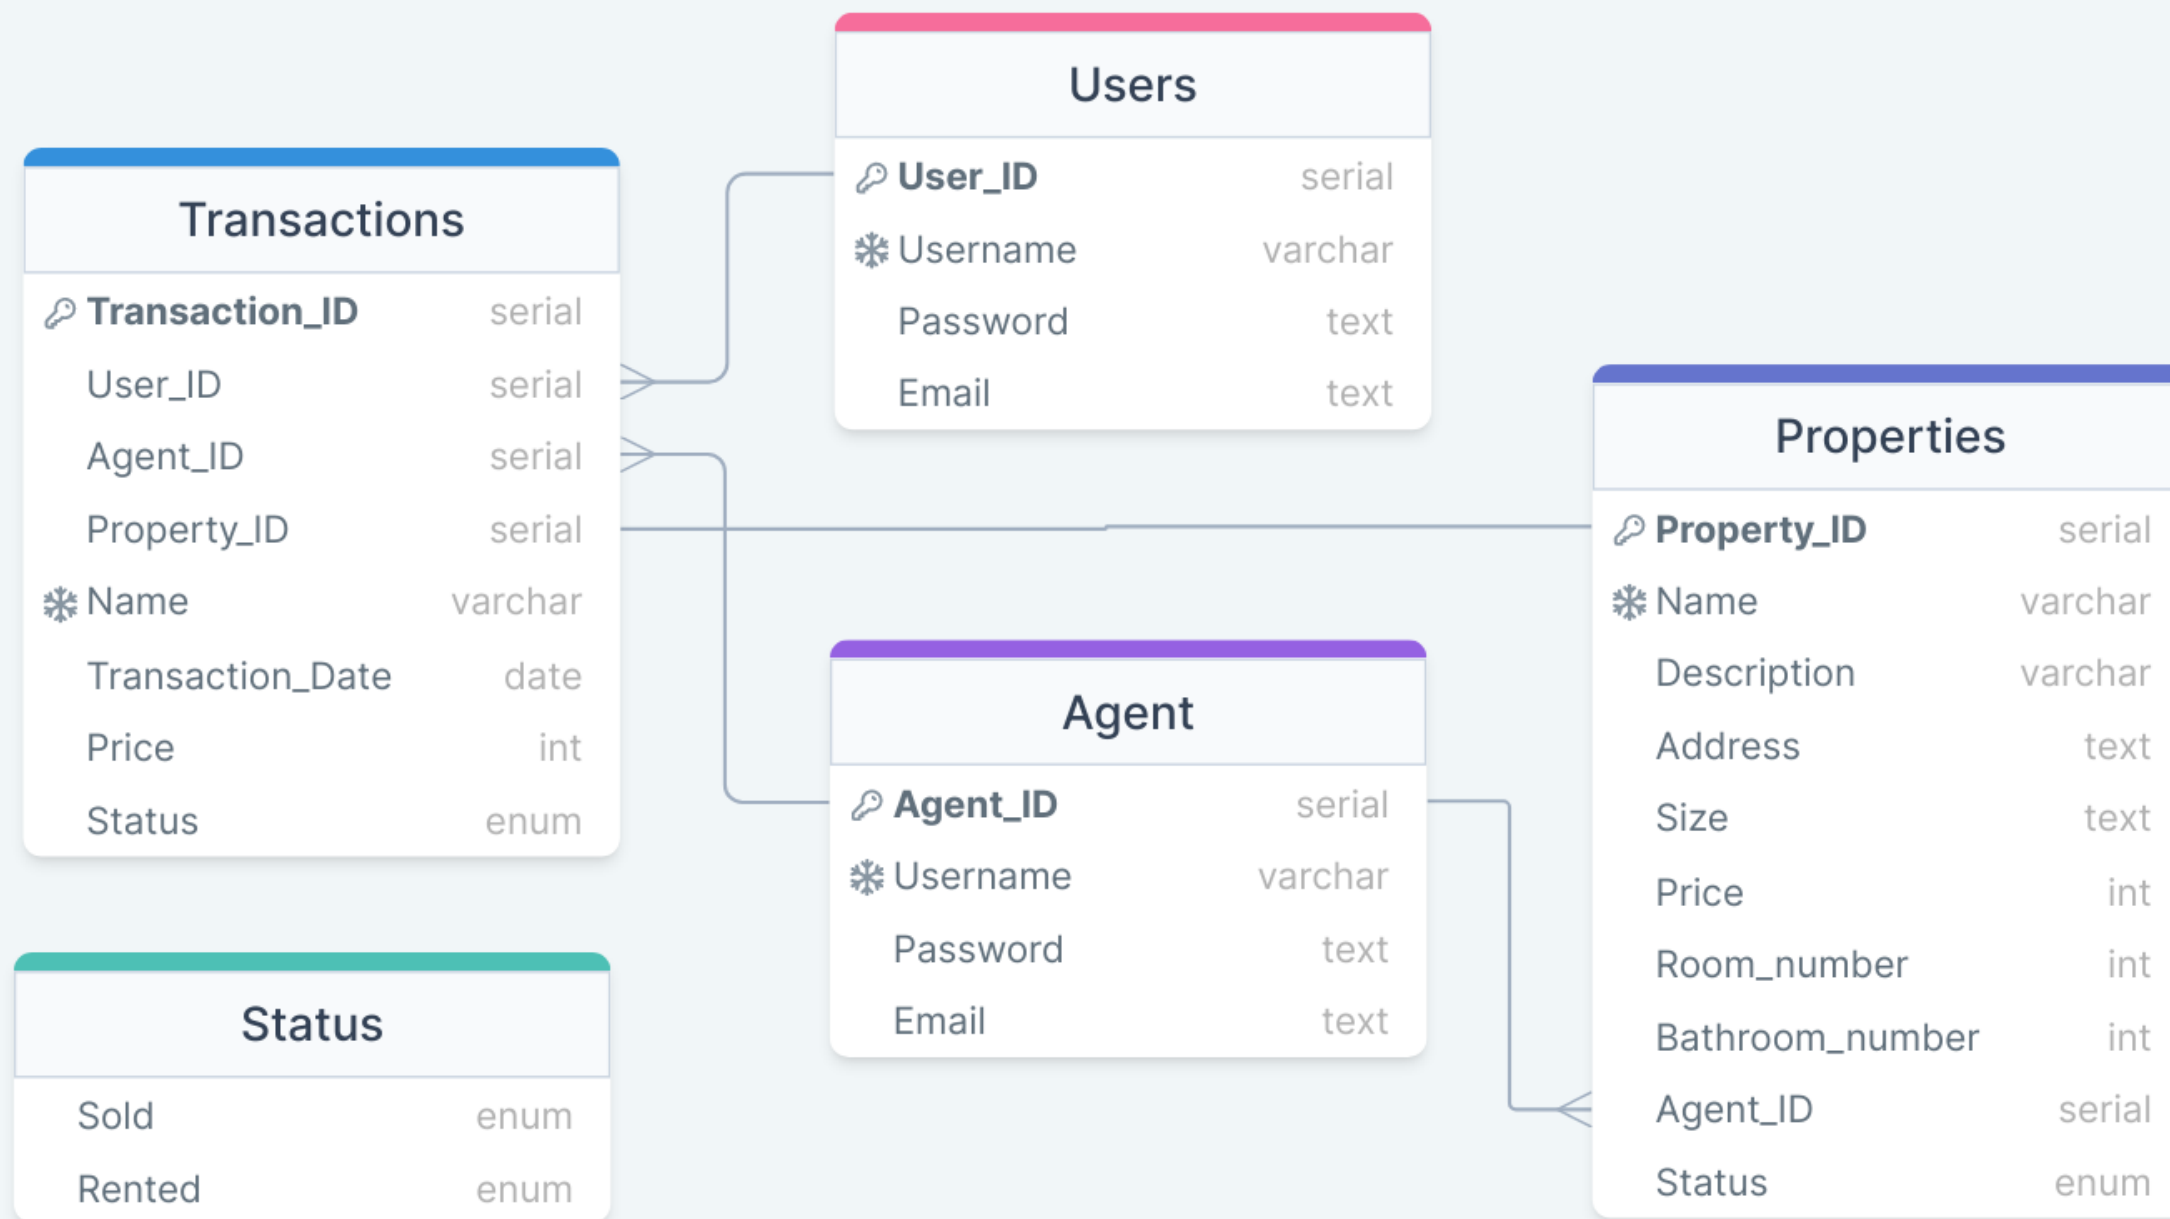 Users
User_ID serial
Username varchar
Password text
Email text
Transactions
Transaction_ID serial
User_ID serial
Agent_ID serial
Property_ID serial
Name varchar
Transaction_Date date
Price int
Status enum
Properties
Property_ID serial
Name varchar
Description varchar
Address text
Size text
Price int
Room_number int
Bathroom_number int
Agent_ID serial
Status enum
Agent
Agent_ID serial
Username varchar
Password text
Email text
Status
Sold enum
Rented enum